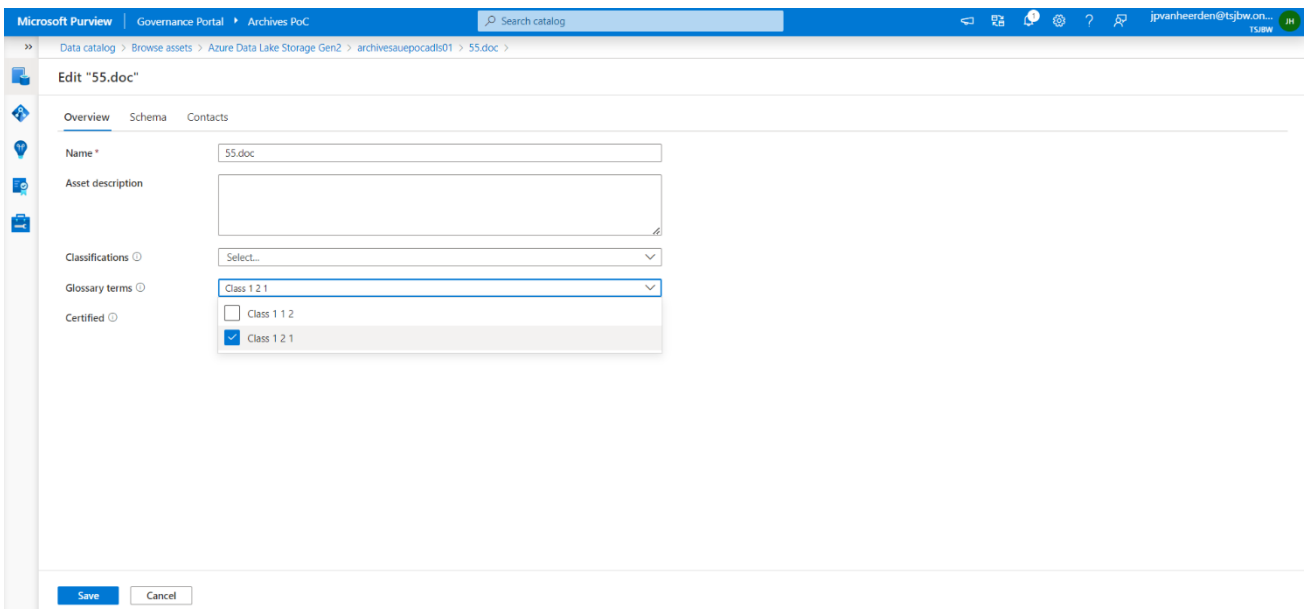 Microsoft Purview Governance Portal Archives PoC Search catalog 1 ? jpvanheerden@tsjbw.on... JH
TSJBW
» Data catalog > Browse assets > Azure Data Lake Storage Gen2 > archivesauepocadls01 > 55.doc >
Edit "55.doc"
Overview Schema Contacts
Name * 55.doc
Asset description
Classifications Select...
Glossary terms Class 1 2 1
Class 1 1 2
Certified
Class 1 2 1
Save Cancel